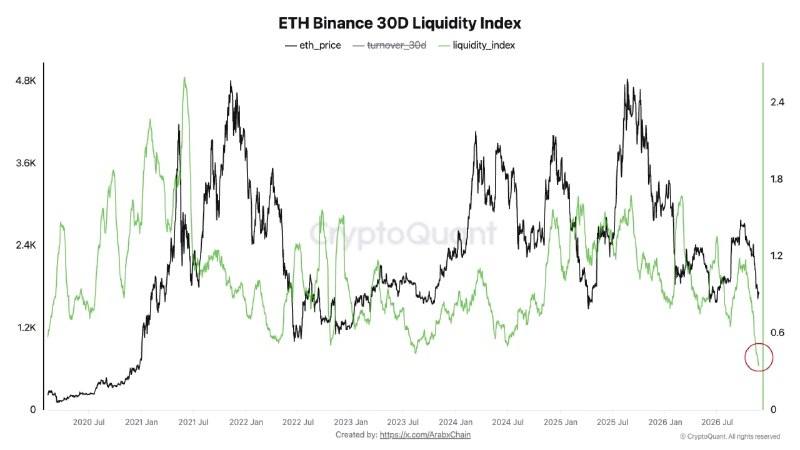 ETH Binance 30D Liquidity Index
eth_price turnover_30d liquidity_index
4.8K
3.6K
2.4K
1.2K
0
2.4
1.8
1.2
0.6
0
CryptoQuant
2020 Jul 2021 Jan 2021 Jul 2022 Jan 2022 Jul 2023 Jan 2023 Jul 2024 Jan 2024 Jul 2025 Jan 2025 Jul 2026 Jan 2026 Jul
Created by: https://x.com/ArabxChain
© CryptoQuant. All rights reserved